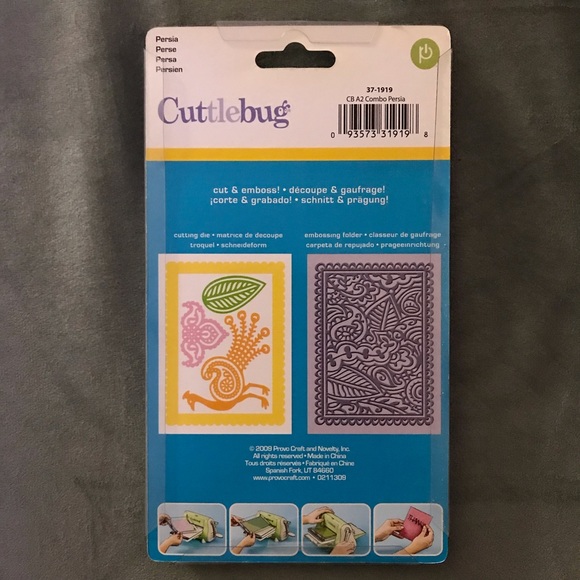 Persia
Perse
Persa
Persien
Cuttlebug
37-1919
CB A2 Combo Persia
0 93573 31919 8
cut & emboss! • découpe & gaufrage!
¡corte & grabado! • schnitt & prägung!
cutting die • matrice de decoupe
troquel • schneideform
embossing folder • classeur de gaufrage
carpeta de repujado • prageeinrichtung
© 2009 Provo Craft and Novelty, Inc.
All rights reserved • Made in China
Tous droits réservés • Fabriqué en Chine
Spanish Fork, UT 84660
www.provocraft.com • 0211309